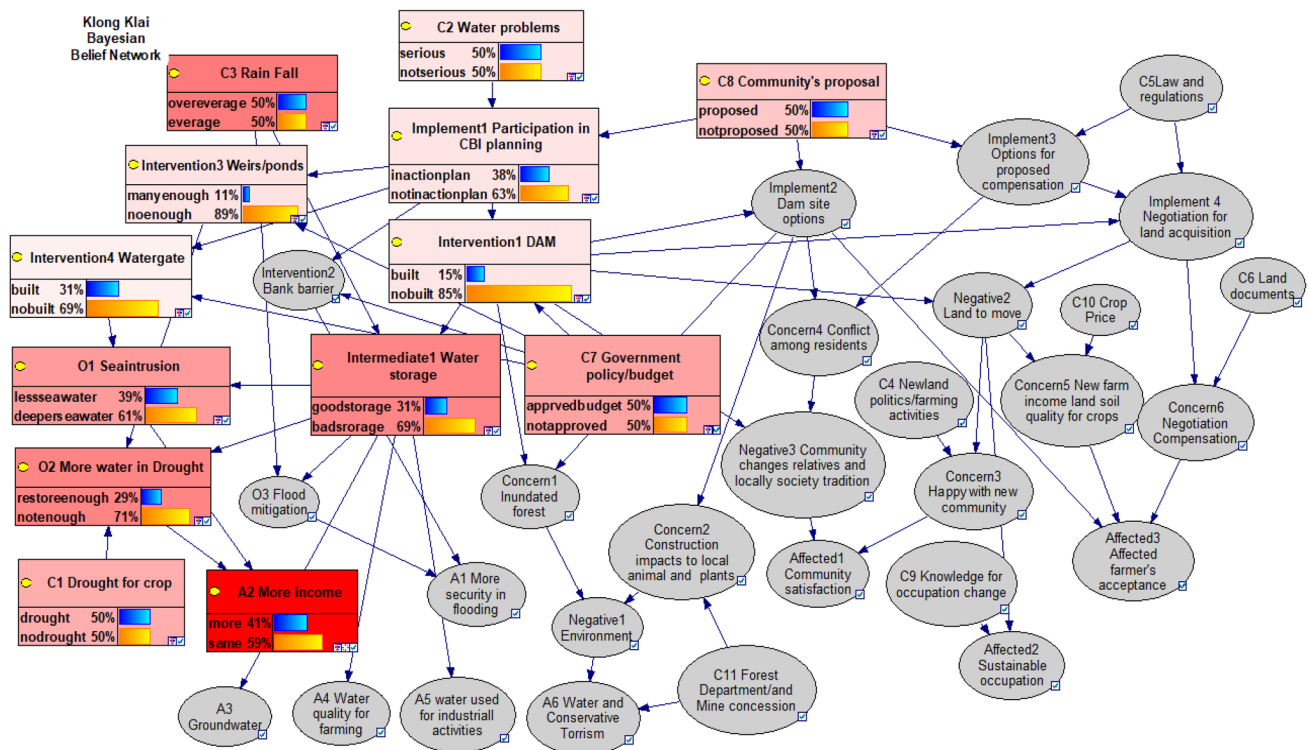 Klong Klai
Bayesian
Belief Network
C2 Water problems
serious 50%
notserious 50%
C3 Rain Fall
overeverage 50%
everage 50%
C8 Community's proposal
proposed 50%
notproposed 50%
C5Law and
regulations
Implement1 Participation in
CBI planning
inactionplan 38%
notinactionplan 63%
Implement3
Options for
proposed
compensation
Intervention3 Weirs/ponds
manyenough 11%
noenough 89%
Implement2
Dam site
options
Implement 4
Negotiation for
land acquisition
Intervention1 DAM
built 15%
nobuilt 85%
Intervention4 Watergate
built 31%
nobuilt 69%
Intervention2
Bank barrier
Negative2
Land to move
C10 Crop
Price
C6 Land
documents
Concern4 Conflict
among residents
O1 Seaintrusion
lessseawater 39%
deeperseawater 61%
Intermediate1 Water
storage
goodstorage 31%
badsrorage 69%
C7 Government
policy/budget
apprvedbudget 50%
notapproved 50%
C4 Newland
politics/farming
activities
Concern5 New farm
income land soil
quality for crops
Concern6
Negotiation
Compensation
Negative3 Community
changes relatives and
locally society tradition
O2 More water in Drought
restoreenough 29%
notenough 71%
O3 Flood
mitigation
Concern1
Inundated
forest
Concern3
Happy with new
community
Concern2
Construction
impacts to local
animal and plants
Affected1
Community
satisfaction
Affected3
Affected
farmer's
acceptance
C1 Drought for crop
drought 50%
nodrought 50%
A2 More income
more 41%
same 59%
A1 More
security in
flooding
C9 Knowledge for
occupation change
Negative1
Environment
Affected2
Sustainable
occupation
A3
Groundwater
A4 Water
quality for
farming
A5 water used
for industriall
activities
A6 Water and
Conservative
Torrism
C11 Forest
Department/and
Mine concession